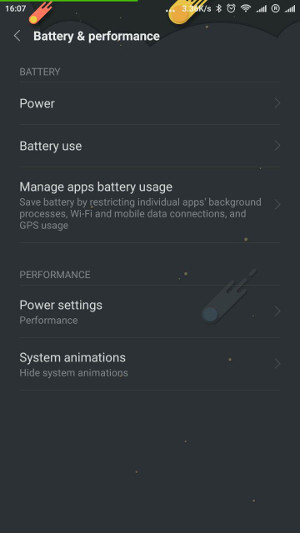 16:07
... 3.36K/s
Battery & performance
BATTERY
Power
Battery use
Manage apps battery usage
Save battery by restricting individual apps' background
processes, Wi-Fi and mobile data connections, and
GPS usage
PERFORMANCE
Power settings
Performance
System animations
Hide system animations